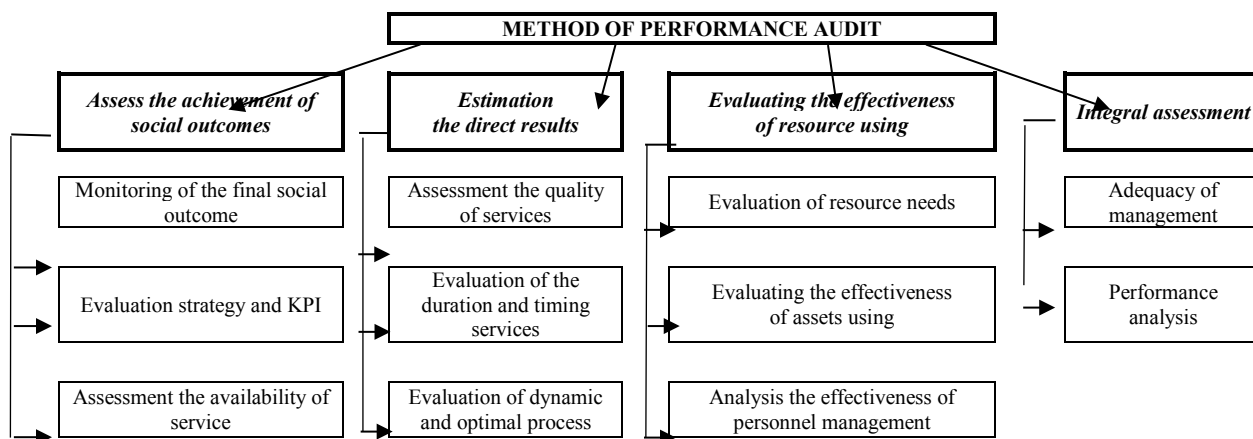 METHOD OF PERFORMANCE AUDIT
Assess the achievement of
social outcomes
Estimation
the direct results
Evaluating the effectiveness
of resource using
Integral assessment
Monitoring of the final social
outcome
Assessment the quality
of services
Evaluation of resource needs
Adequacy of
management
Evaluation strategy and KPI
Evaluation of the
duration and timing
services
Evaluating the effectiveness
of assets using
Performance
analysis
Assessment the availability of
service
Evaluation of dynamic
and optimal process
Analysis the effectiveness of
personnel management